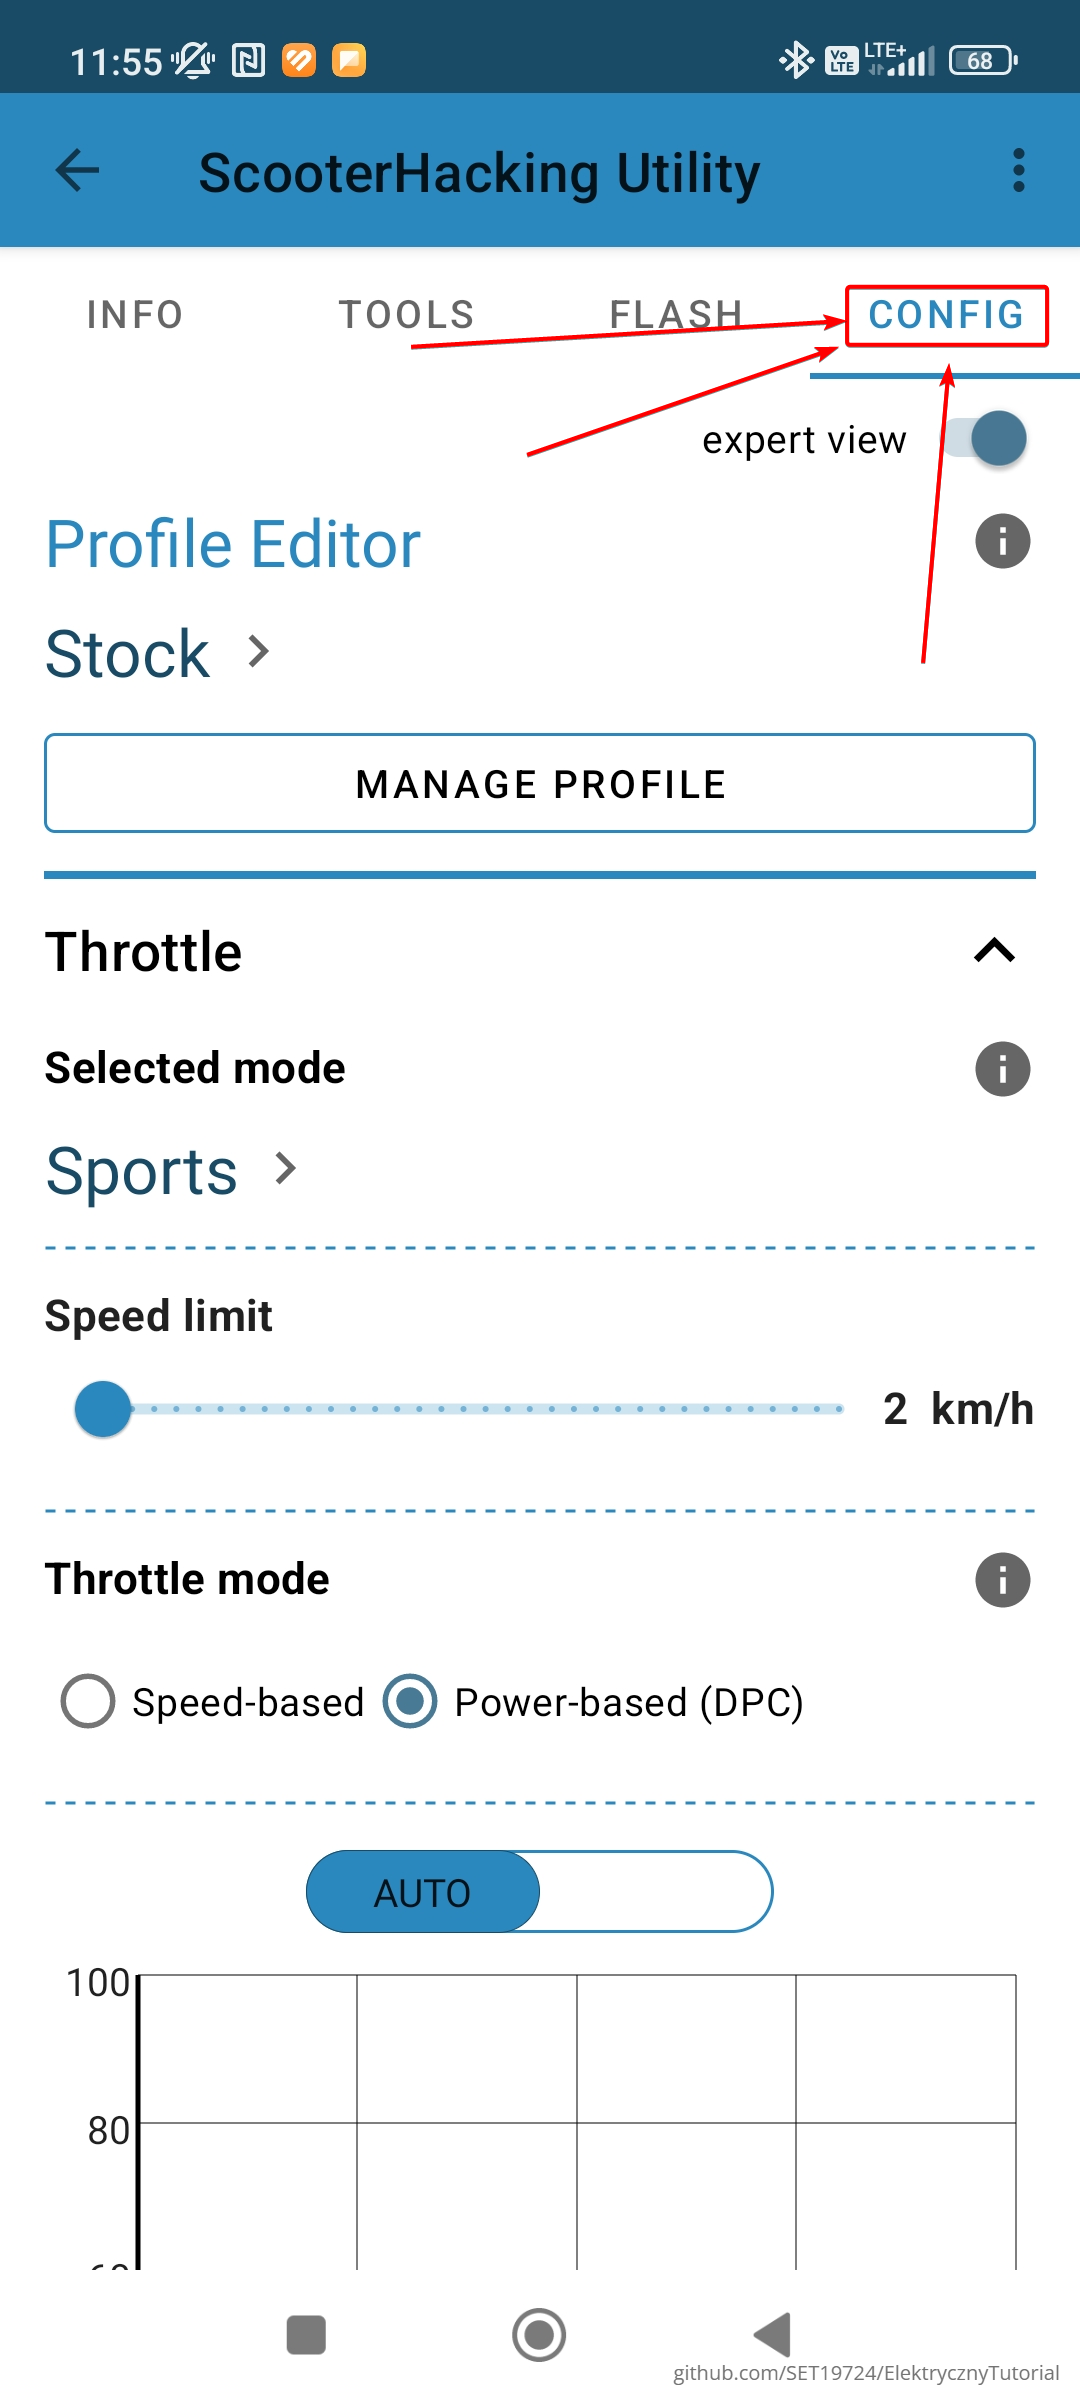 11:55 Vo LTE LTE+ 68
ScooterHacking Utility
INFO TOOLS FLASH CONFIG
expert view
Profile Editor
Stock
MANAGE PROFILE
Throttle
Selected mode
Sports
Speed limit
2 km/h
Throttle mode
Speed-based Power-based (DPC)
AUTO
100
80
github.com/SET19724/ElektrycznyTutorial